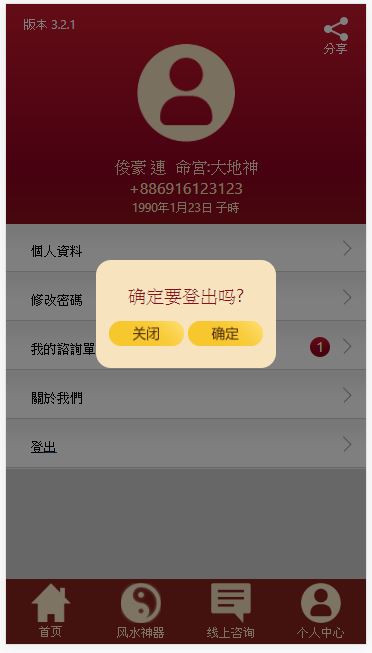 版本 3.2.1
分享
俊豪 連 命宮:大地神
+886916123123
1990年1月23日 子時
個人資料
确定要登出吗?
修改密碼
关闭 确定
我的諮詢單 1
關於我們
登出
首页 风水神器 线上咨询 个人中心